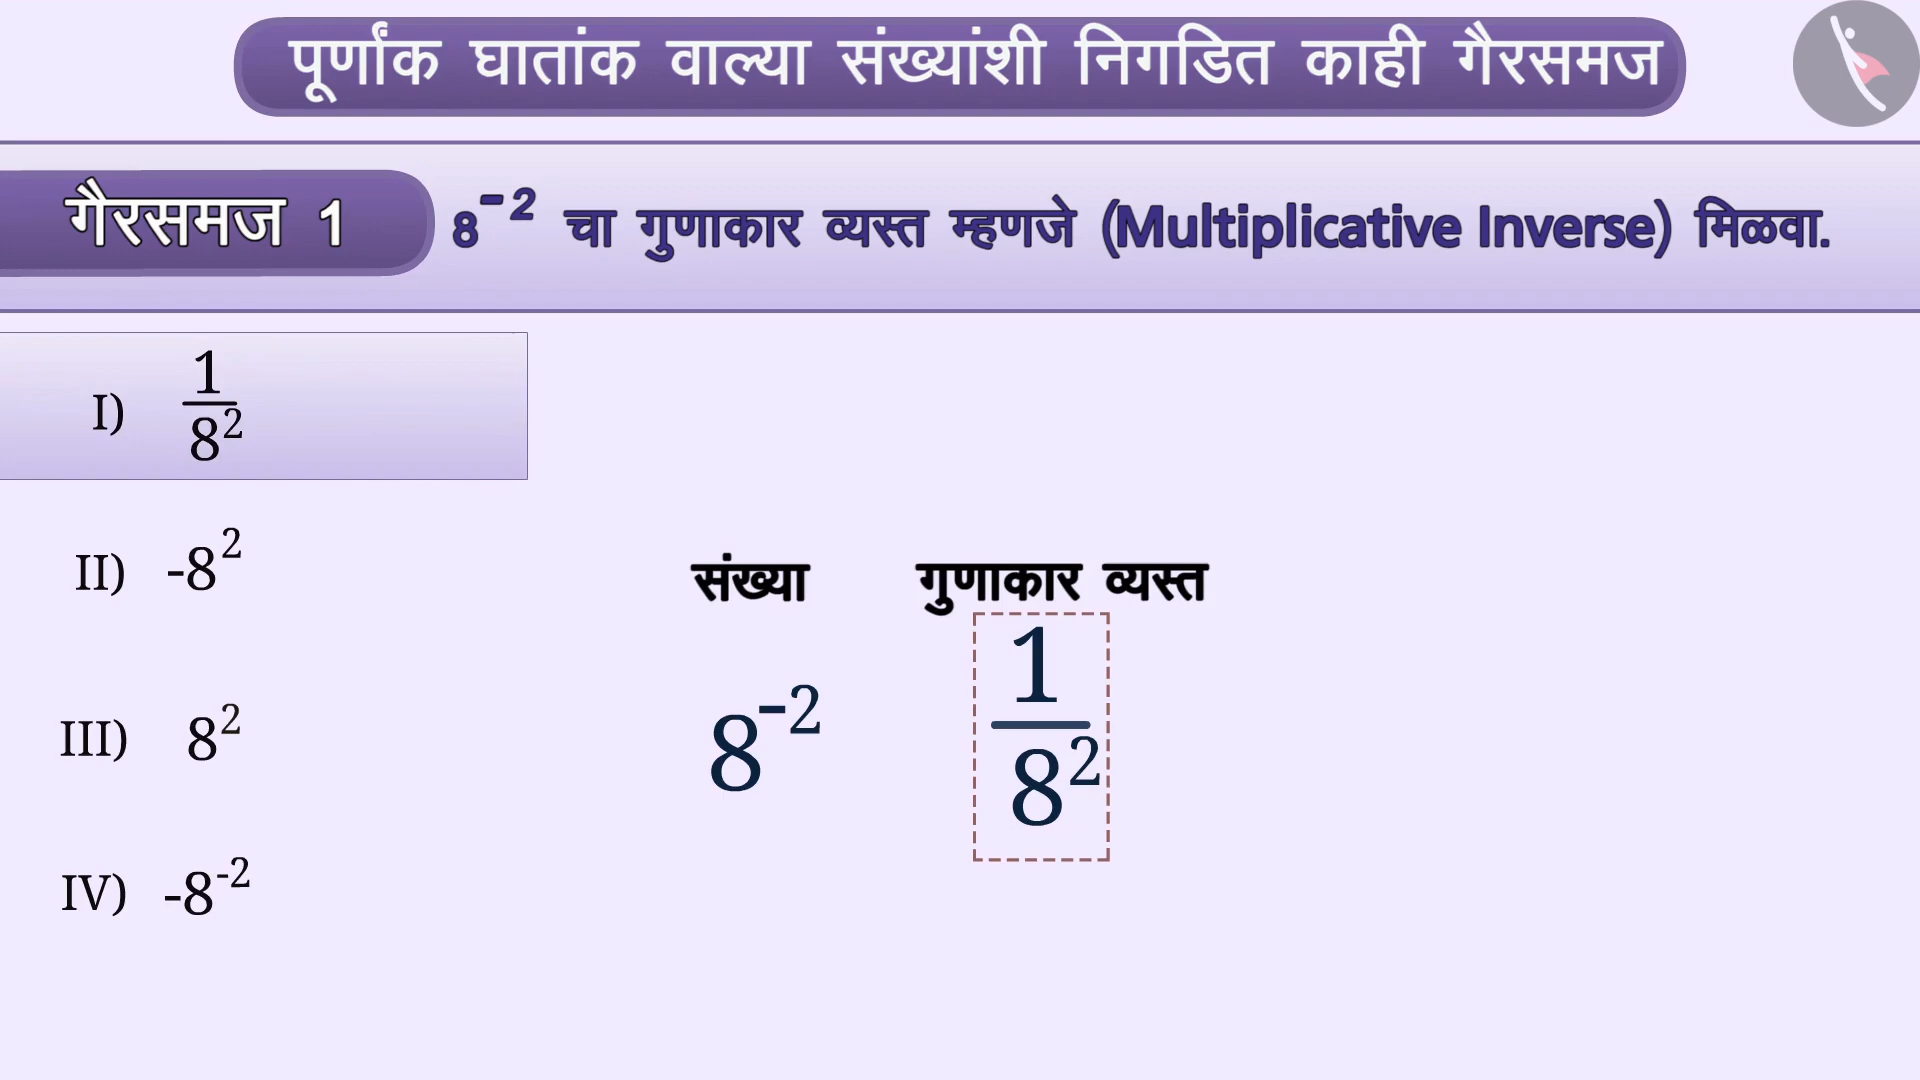 पूर्णांक घातांक वाल्या संख्यांशी निगडित काही गैरसमज
गैरसमज 1
8⁻² चा गुणाकार व्यस्त म्हणजे (Multiplicative Inverse) मिळवा.
I) 1/8²
II) -8²
III) 8²
IV) -8⁻²
संख्या गुणाकार व्यस्त
8⁻² 1/8²